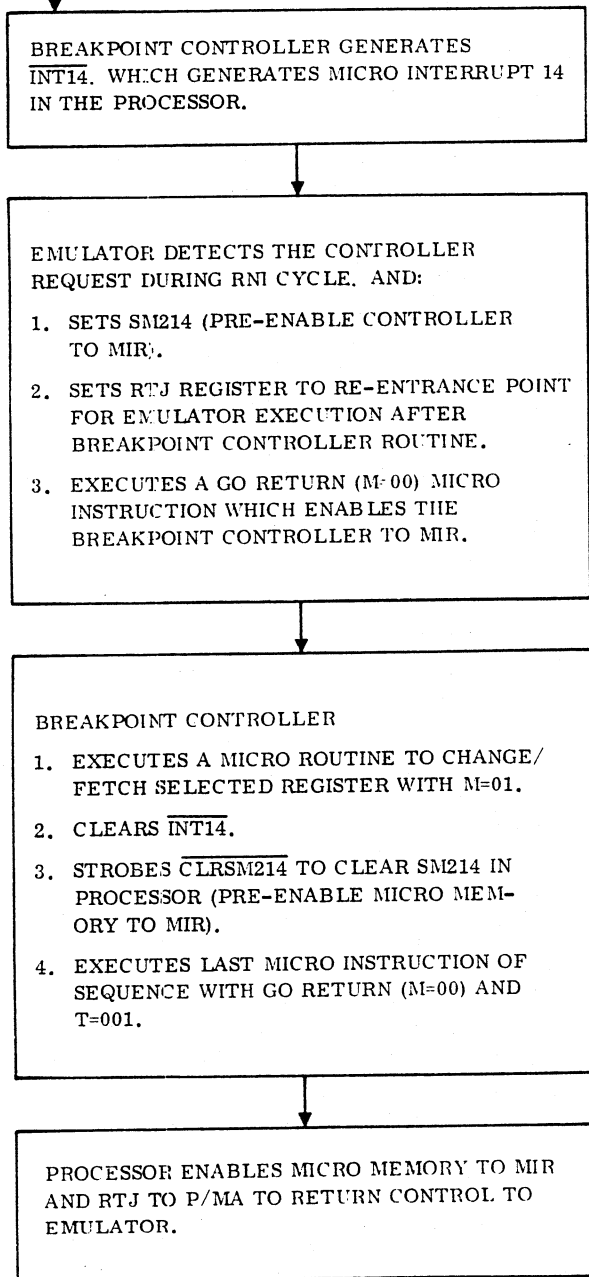 BREAKPOINT CONTROLLER GENERATES
INT14. WHICH GENERATES MICRO INTERRUPT 14
IN THE PROCESSOR.
EMULATOR DETECTS THE CONTROLLER
REQUEST DURING RNI CYCLE. AND:
1. SETS SM214 (PRE-ENABLE CONTROLLER
TO MIR).
2. SETS RTJ REGISTER TO RE-ENTRANCE POINT
FOR EMULATOR EXECUTION AFTER
BREAKPOINT CONTROLLER ROUTINE.
3. EXECUTES A GO RETURN (M=00) MICRO
INSTRUCTION WHICH ENABLES THE
BREAKPOINT CONTROLLER TO MIR.
BREAKPOINT CONTROLLER
1. EXECUTES A MICRO ROUTINE TO CHANGE/
FETCH SELECTED REGISTER WITH M=01.
2. CLEARS INT14.
3. STROBES CLRSM214 TO CLEAR SM214 IN
PROCESSOR (PRE-ENABLE MICRO MEM-
ORY TO MIR).
4. EXECUTES LAST MICRO INSTRUCTION OF
SEQUENCE WITH GO RETURN (M=00) AND
T=001.
PROCESSOR ENABLES MICRO MEMORY TO MIR
AND RTJ TO P/MA TO RETURN CONTROL TO
EMULATOR.